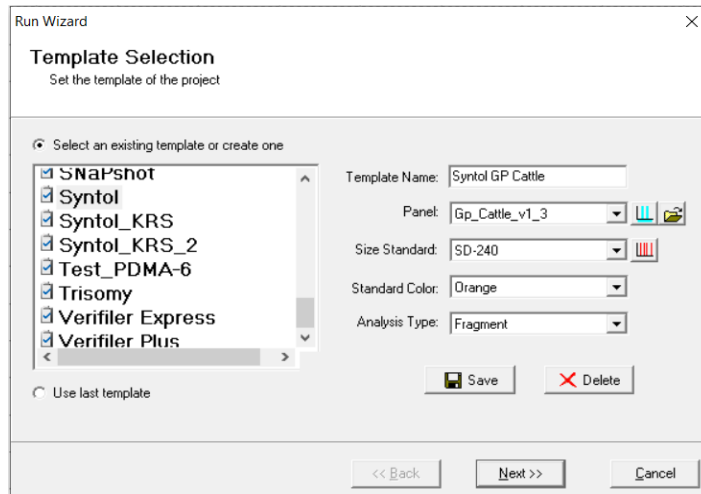 Run Wizard
Template Selection
Set the template of the project
Select an existing template or create one
SNaPshot
Syntol
Syntol_KRS
Syntol_KRS_2
Test_PDMA-6
Trisomy
Verifiler Express
Verifiler Plus
Use last template
Template Name: Syntol GP Cattle
Panel: Gp_Cattle_v1_3
Size Standard: SD-240
Standard Color: Orange
Analysis Type: Fragment
Save Delete
<< Back Next >> Cancel